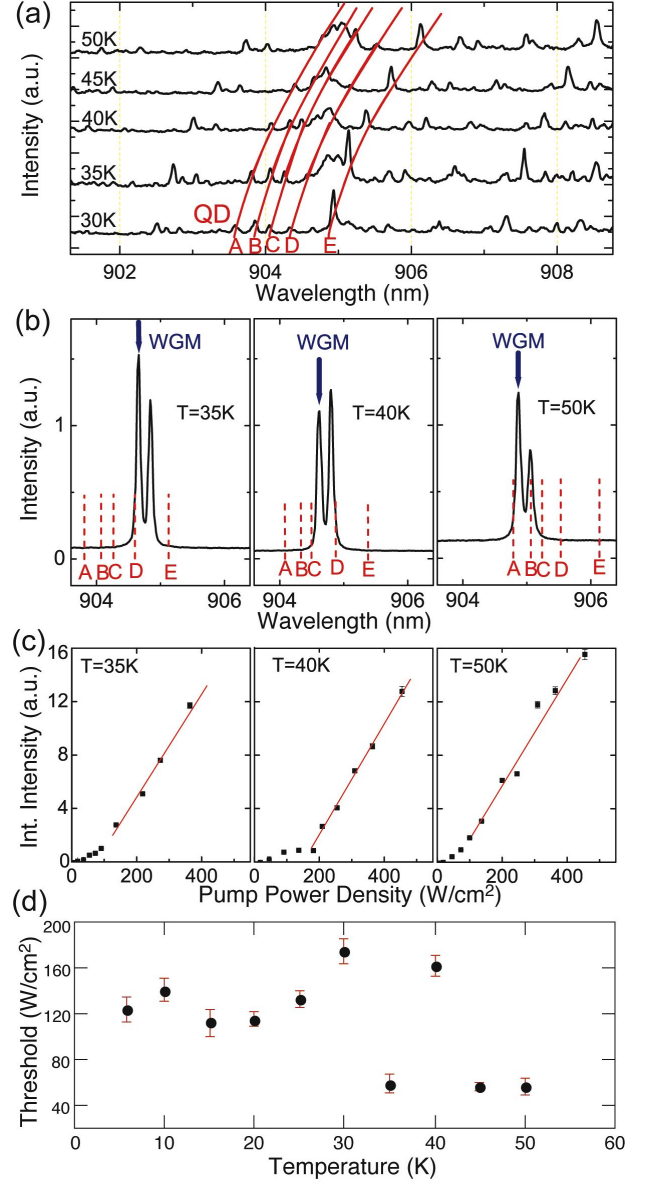 (a)
Intensity (a.u.)
50K
45K
40K
35K
30K
QD
A B C D E
902 904 906 908
Wavelength (nm)
(b)
Intensity (a.u.)
1
0
WGM
T=35K
A B C D E
WGM
T=40K
A B C D E
WGM
T=50K
A B C D E
904 906 904 906 904 906
Wavelength (nm)
(c)
Int. Intensity (a.u.)
16
12
8
4
0
T=35K
T=40K
T=50K
0 200 400 0 200 400 0 200 400
Pump Power Density (W/cm²)
(d)
Threshold (W/cm²)
200
160
120
80
40
0 10 20 30 40 50 60
Temperature (K)